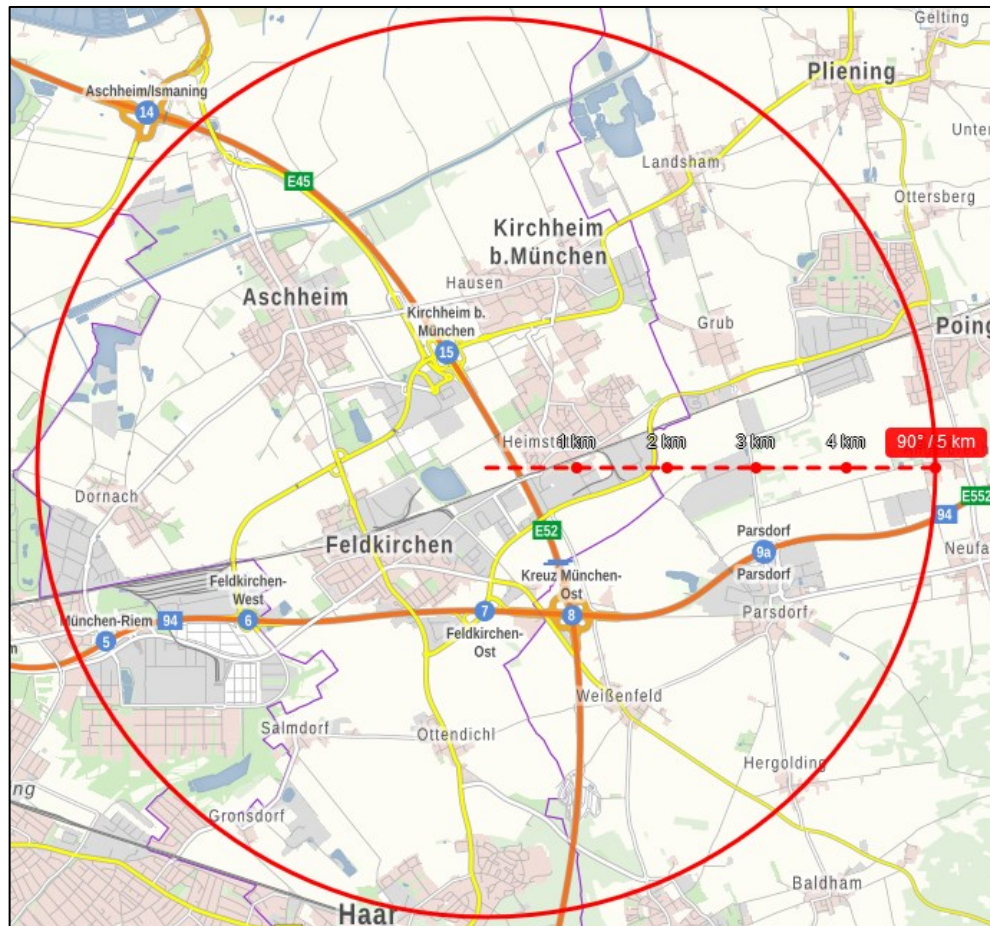 Gelting
Pliening
Aschheim/Ismaning
14
Unter
Landsham
E45
Ottersberg
Kirchheim
b.München
Hausen
Aschheim
Kirchheim b.
München
15
Grub
Poing
Heimste
1 km
2 km
3 km
4 km
90° / 5 km
Dornach
E552
94
E52
Feldkirchen
Parsdorf
9a
Parsdorf
Neufa
Kreuz München-
Ost
8
Feldkirchen-
West
6
7
Feldkirchen-
Ost
Parsdorf
München-Riem
94
5
m
Weißenfeld
Salmdorf
Ottendichl
Hergolding
ng
Gronsdorf
Baldham
Haar